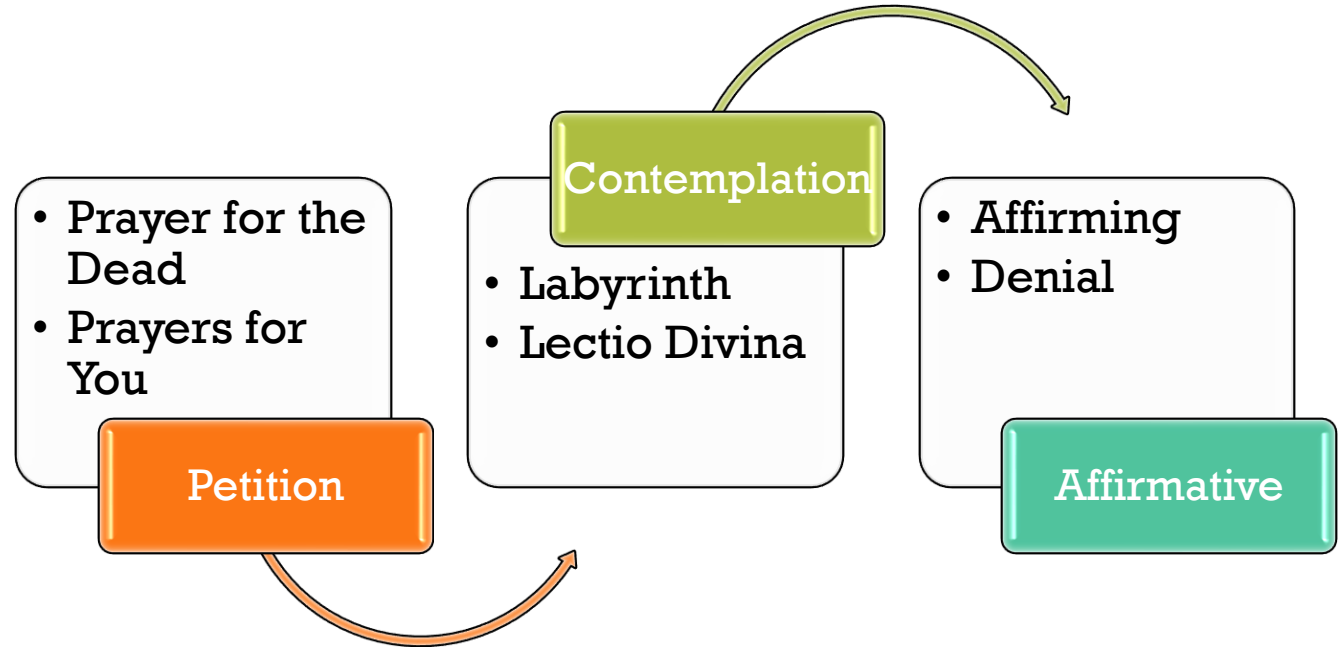 • Prayer for the
Dead
• Prayers for
You
Petition
Contemplation
• Labyrinth
• Lectio Divina
• Affirming
• Denial
Affirmative